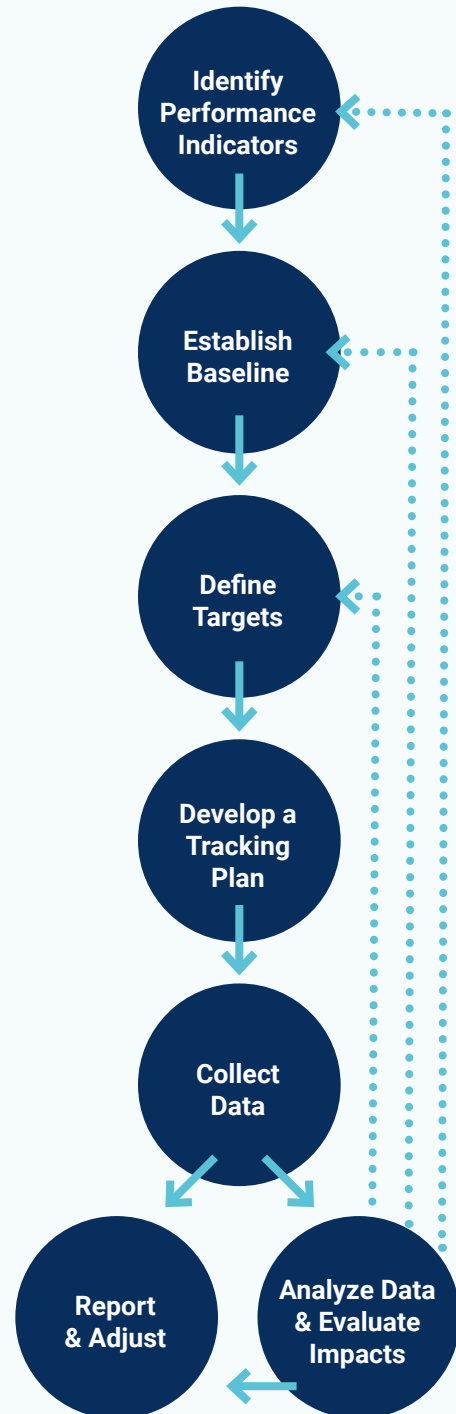 Identify
Performance
Indicators
Establish
Baseline
Define
Targets
Develop a
Tracking
Plan
Collect
Data
Report
& Adjust
Analyze Data
& Evaluate
Impacts